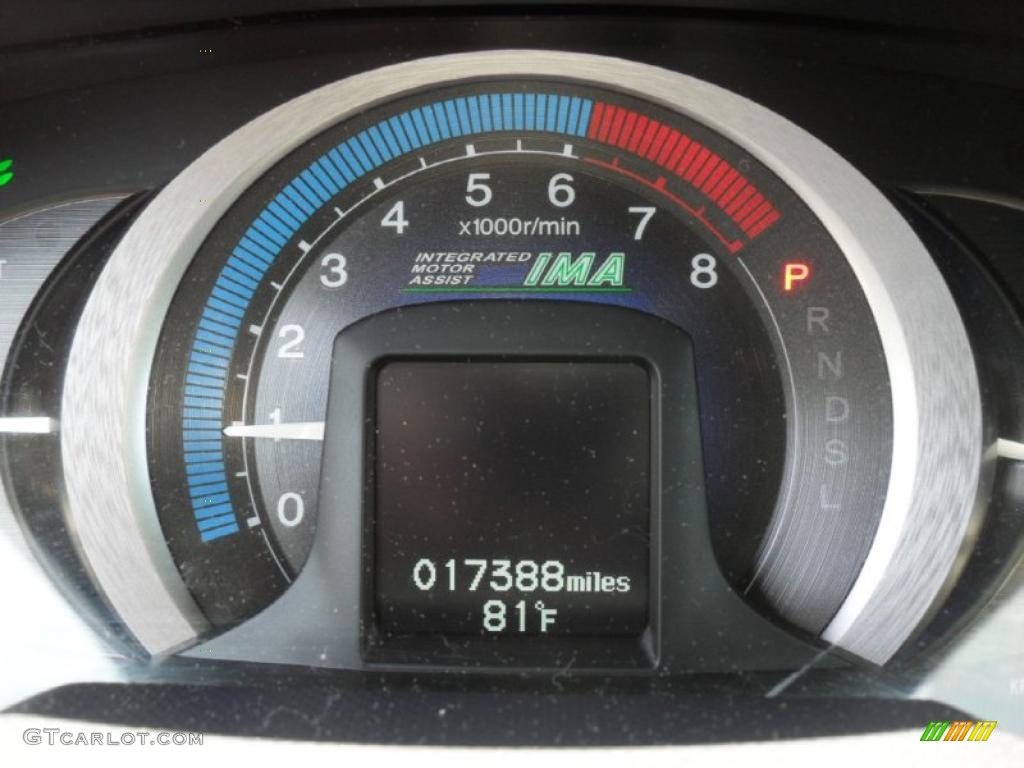 5 6
4 x1000r/min 7
3 INTEGRATED MOTOR ASSIST IMA 8
P
R
2
N
1
D
S
0
L
017388miles
81°F
GTCARLOT.COM